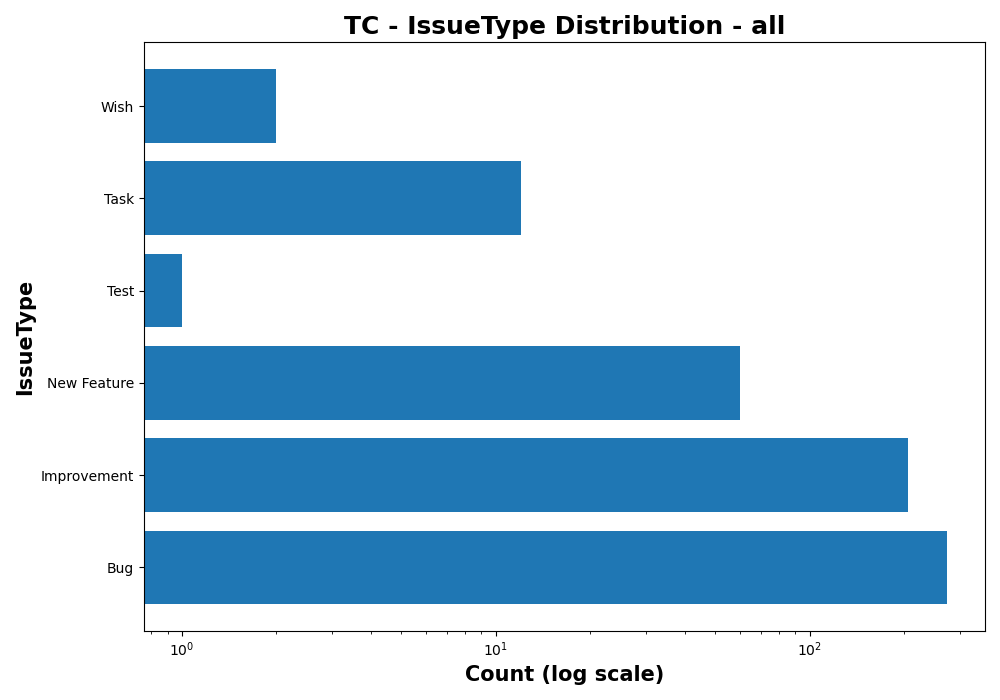 TC - IssueType Distribution - all
IssueType
Wish
Task
Test
New Feature
Improvement
Bug
10⁰ 10¹ 10²
Count (log scale)